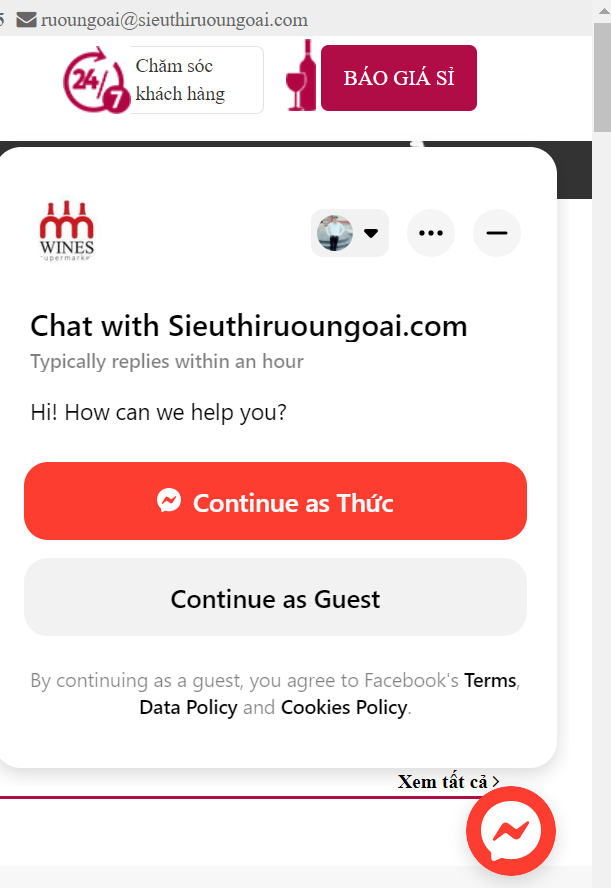 5 ruoungoai@sieuthiruoungoai.com
24/7
Chăm sóc
khách hàng
BÁO GIÁ SỈ
WINES
upermarke
Chat with Sieuthiruoungoai.com
Typically replies within an hour
Hi! How can we help you?
Continue as Thức
Continue as Guest
By continuing as a guest, you agree to Facebook's Terms,
Data Policy and Cookies Policy.
Xem tất cả